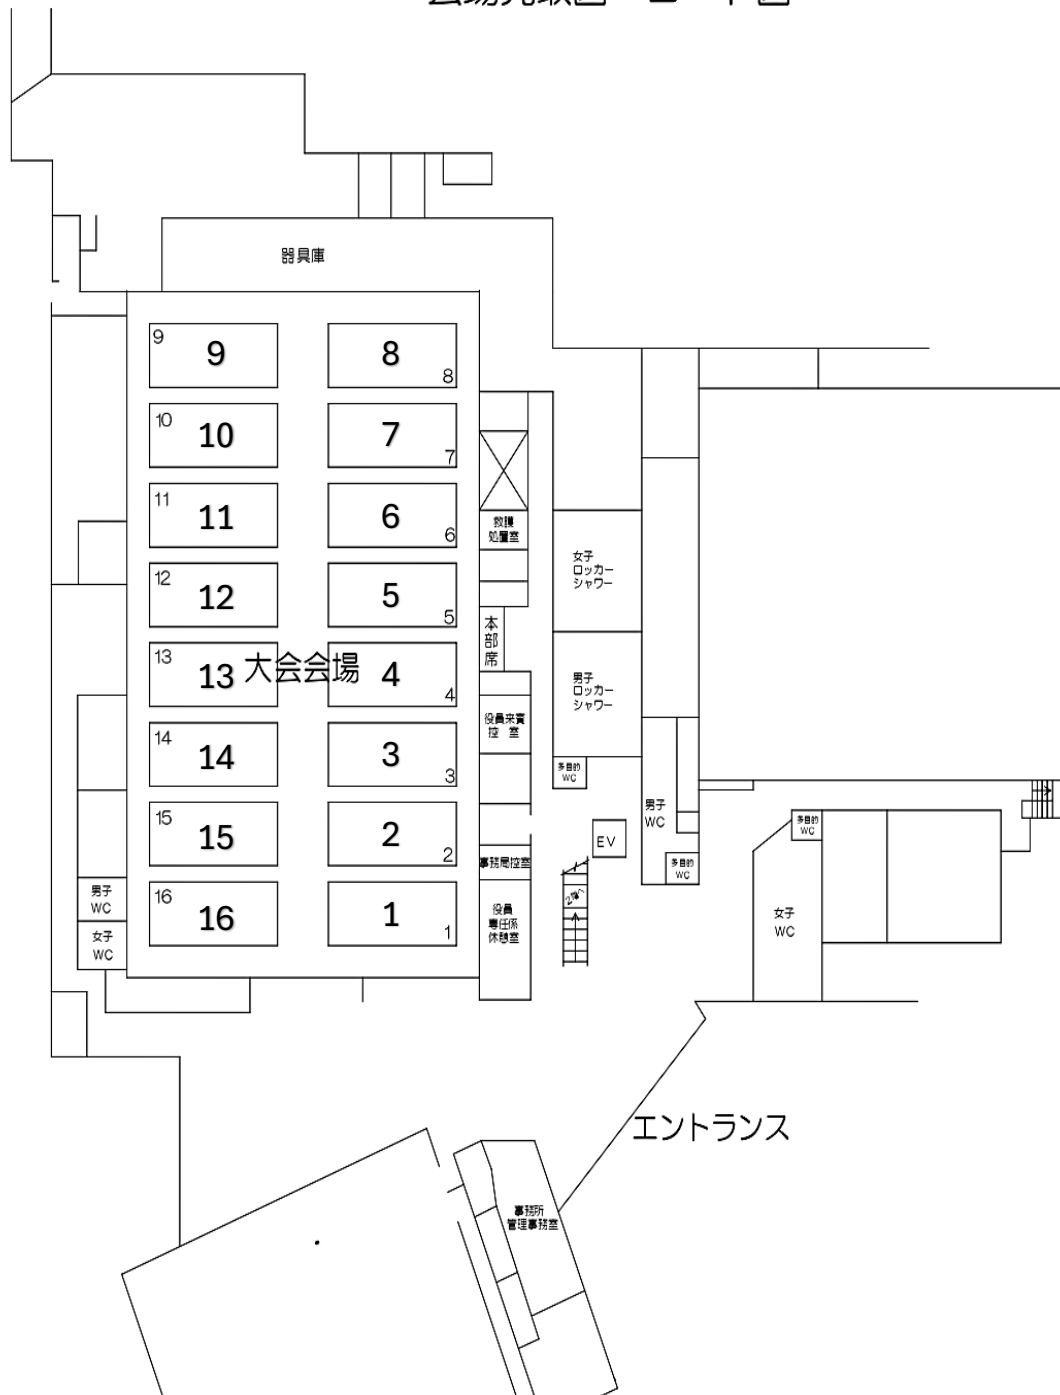 器具庫
9
9
8
8
10
10
7
7
11
11
6
6
救護
処置室
12
12
5
5
女子
ロッカー
シャワー
本
部
席
13
13
大会会場
4
4
男子
ロッカー
シャワー
役員来賓
控 室
14
14
3
3
多目的
WC
男子
WC
15
15
2
2
EV
多目的
WC
事務局控室
多目的
WC
男子
WC
16
16
1
1
役員
専任係
休憩室
2階へ
女子
WC
女子
WC
エントランス
事務所
管理事務室